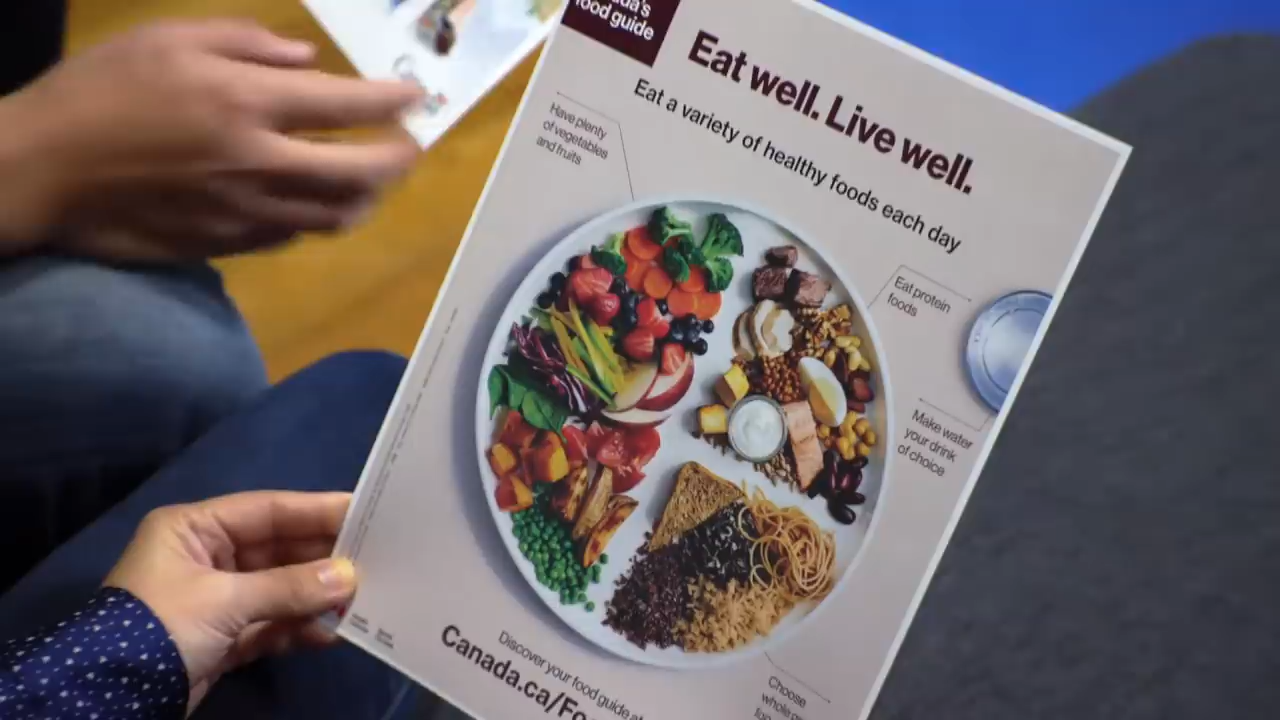 food guide
Eat well. Live well.
Eat a variety of healthy foods each day
Have plenty
of vegetables
and fruits
Eat protein
foods
Make water
your drink
of choice
Choose
whole
Discover your food guide at
Canada.ca/Fo